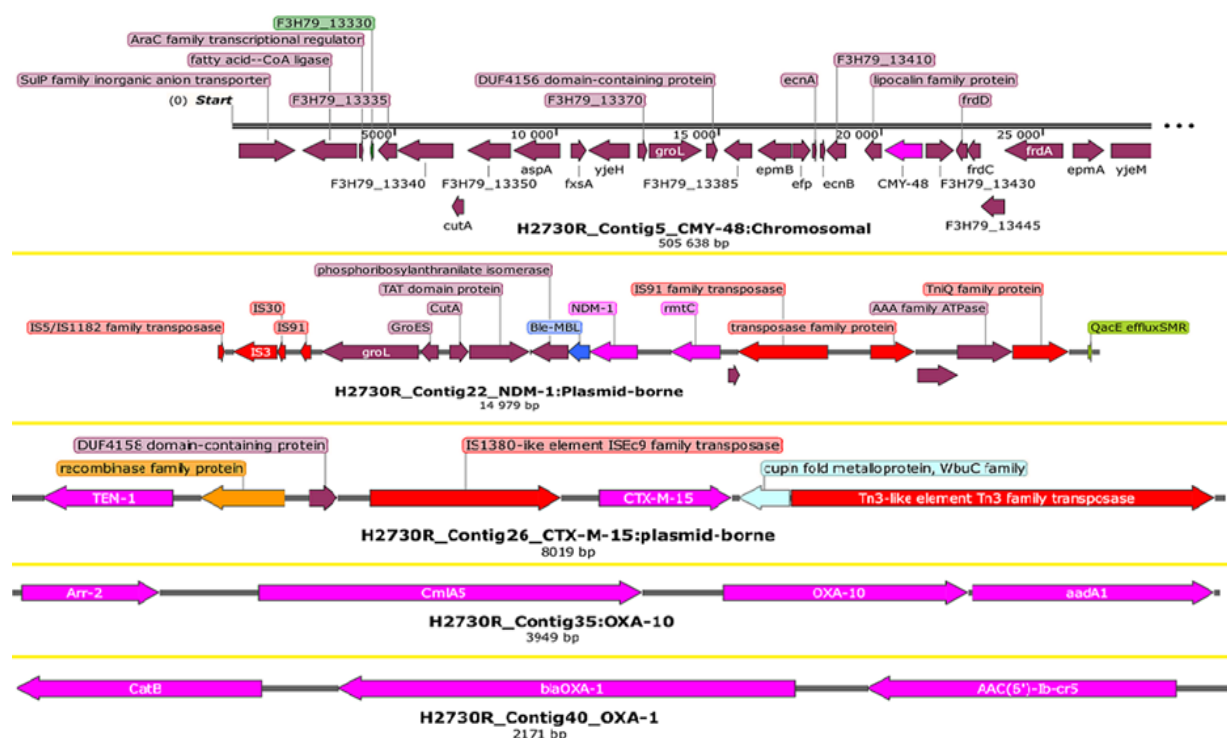 F3H79_13330
AraC family transcriptional regulator
F3H79_13410
fatty acid--CoA ligase
DUF4156 domain-containing protein
ecnA
lipocalin family protein
SulP family inorganic anion transporter
(0) Start
F3H79_13335
F3H79_13370
frdD
5000
10 000
15 000
20 000
25 000
groL
frdA
F3H79_13340
F3H79_13350
aspA
fxsA
yjeH
F3H79_13385
epmB
efp
ecnB
CMY-48
F3H79_13430
frdC
epmA
yjeM
cutA
F3H79_13445
H2730R_Contig5_CMY-48:Chromosomal
505 638 bp
phosphoribosylanthranilate isomerase
TAT domain protein
IS91 family transposase
TniQ family protein
IS30
CutA
NDM-1
rmtC
AAA family ATPase
IS5/IS1182 family transposase
IS91
GroES
Ble-MBL
transposase family protein
QacE effluxSMR
IS3
groL
H2730R_Contig22_NDM-1:Plasmid-borne
14 979 bp
DUF4158 domain-containing protein
IS1380-like element ISEc9 family transposase
recombinase family protein
cupin fold metalloprotein, WbuC family
TEN-1
CTX-M-15
Tn3-like element Tn3 family transposase
H2730R_Contig26_CTX-M-15:plasmid-borne
8019 bp
Arr-2
CmlA5
OXA-10
aadA1
H2730R_Contig35:OXA-10
3949 bp
CatB
blaOXA-1
AAC(6')-Ib-cr5
H2730R_Contig40_OXA-1
2171 bp